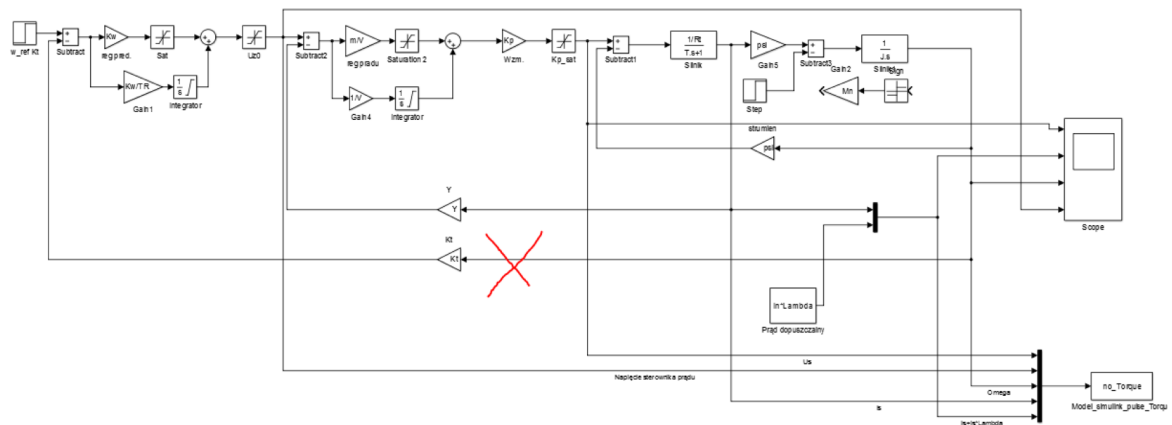 w_ref Kt
Subtract
Kw
reg pred.
Sat
Uz0
Kw/TR
Gain1
1
s
Integrator
Subtract2
m/V
reg pradu
Saturation 2
1/V
Gain4
1
s
Integrator
Kp
Wzm.
Kp_sat
Subtract1
1/Rt
T.s+1
Silnik
psi
Gain5
Subtract3
Step
Gain2
1
J.s
Silnik1
Sign
Mn
strumien
psi
Scope
Y
Y
Kt
Kt
In*Lambda
Prąd dopuszczalny
Us
Napięcie sterownika prądu
Omega
Is
Is+Is*Lambda
no_Torque
Model_simulink_pulse_Torqu